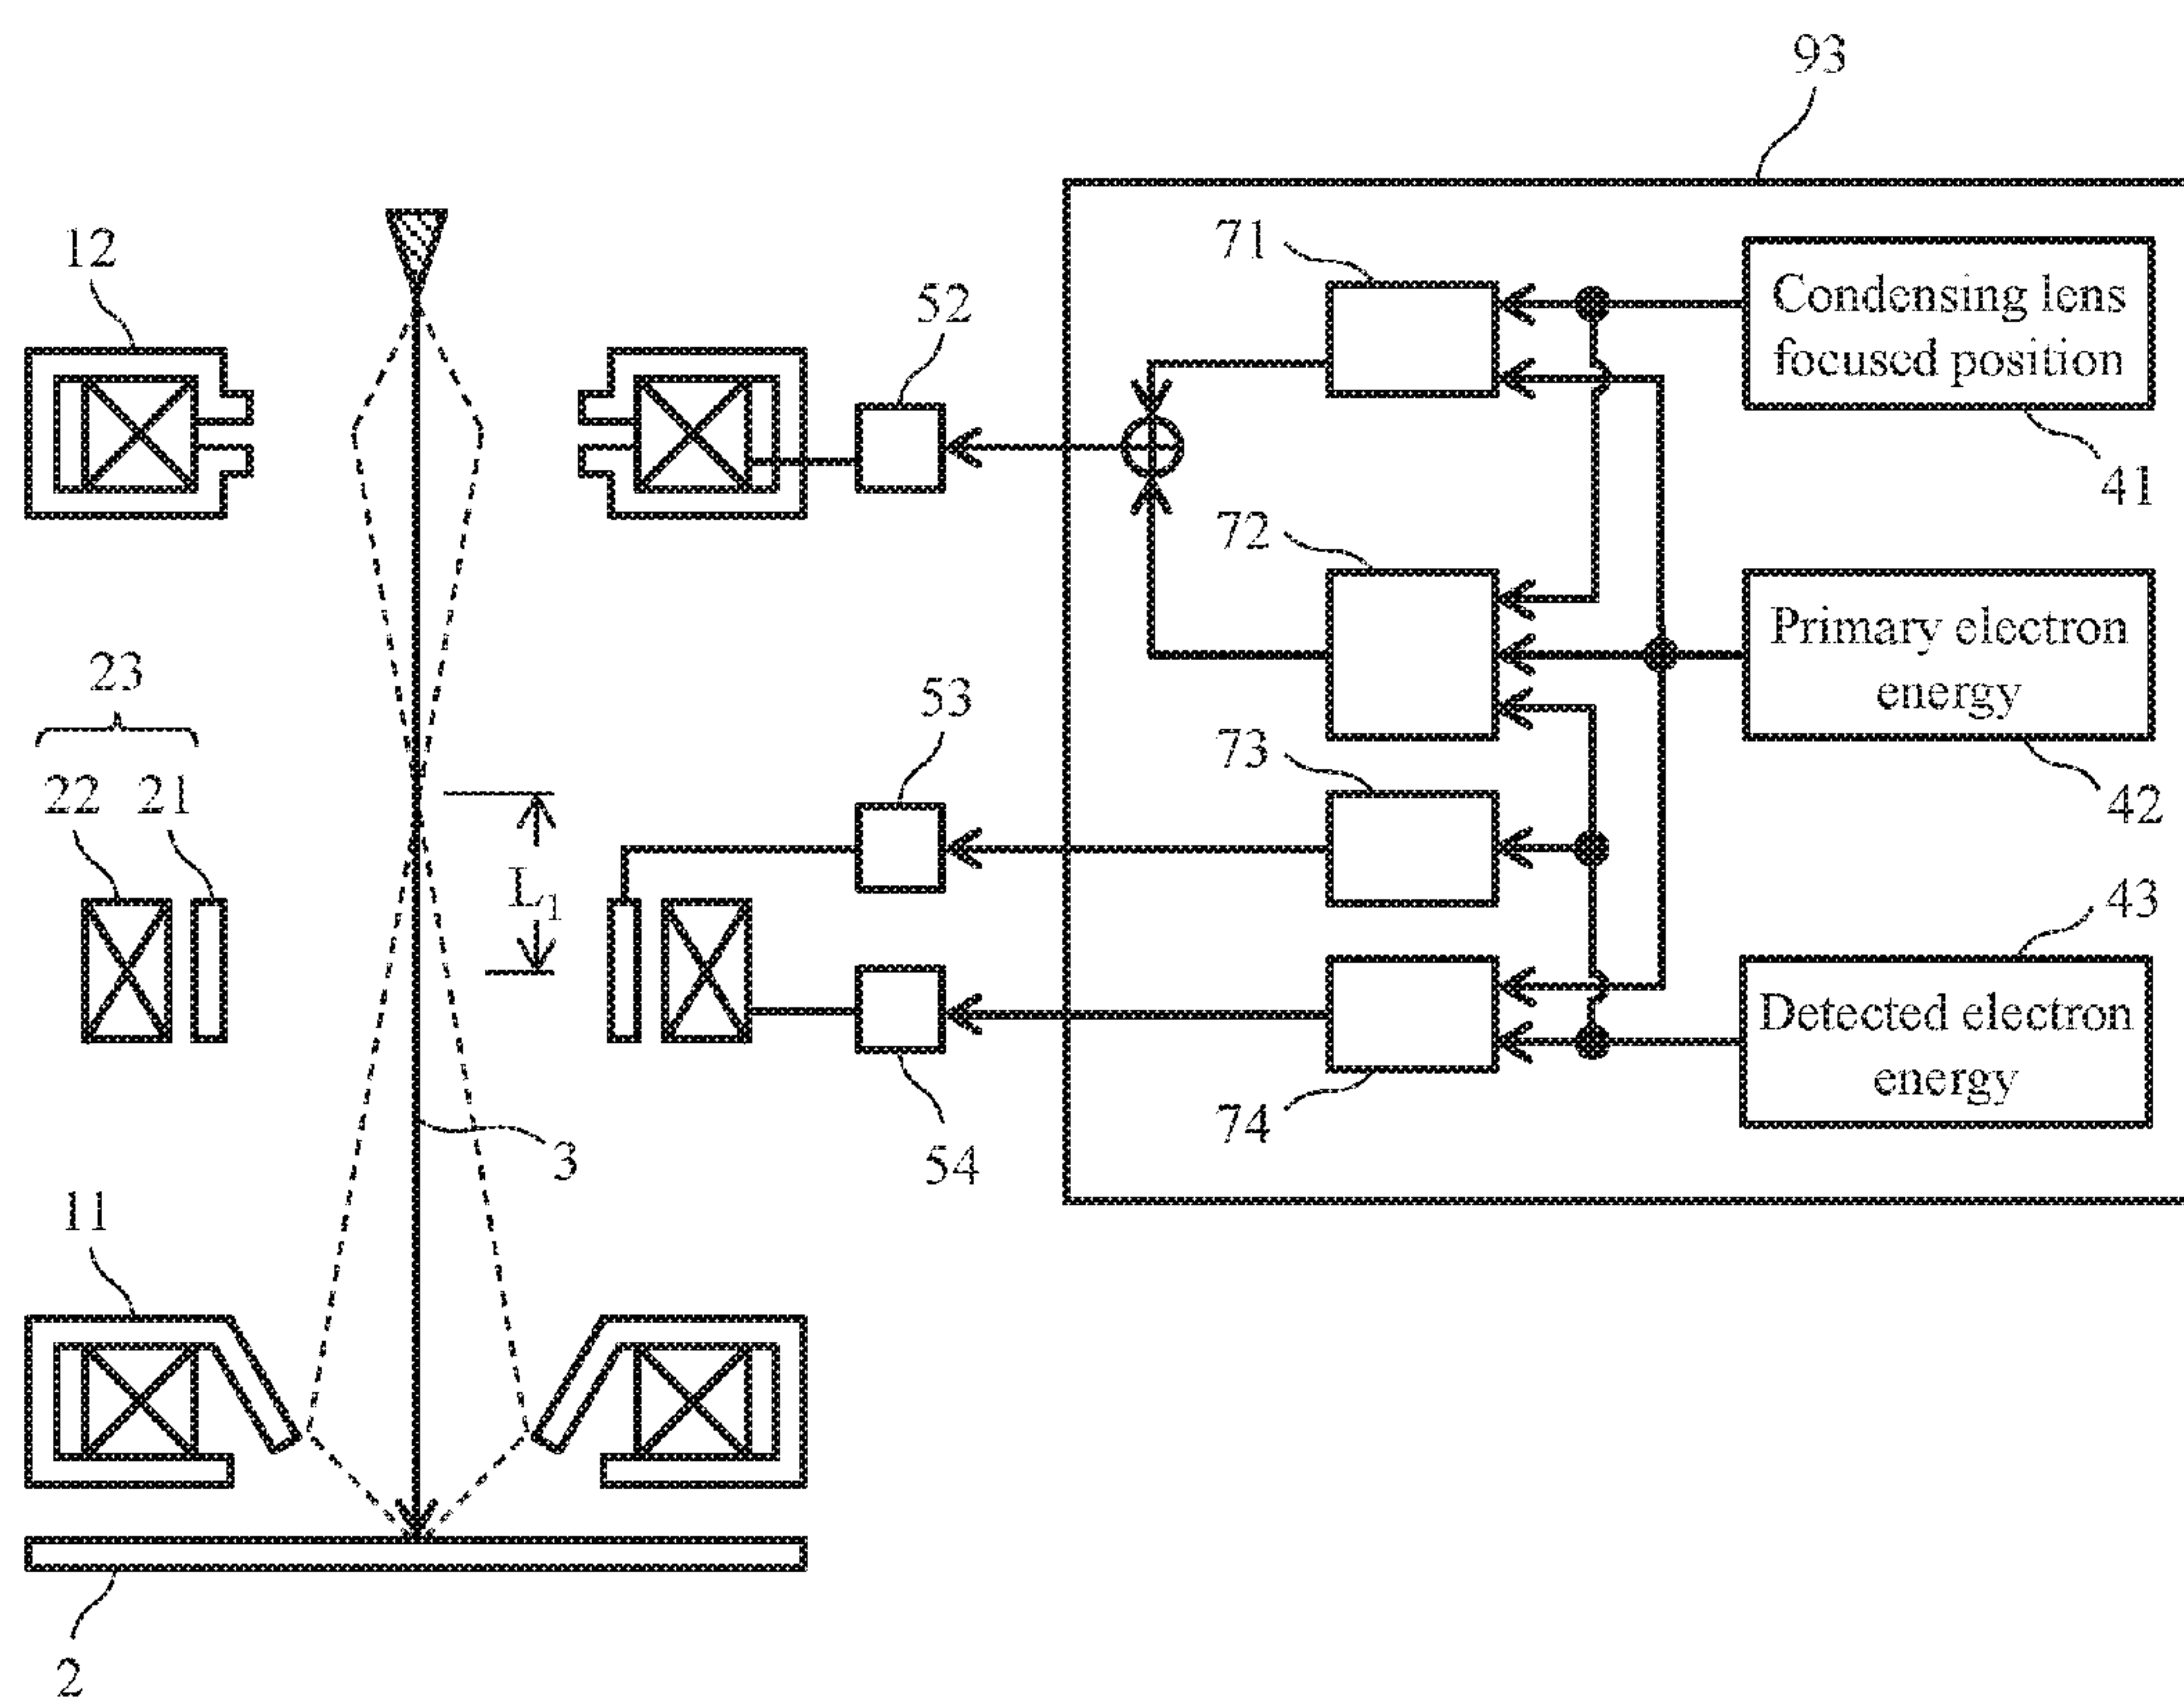 93
12
52
71
Condensing lens
focused position
41
72
Primary electron
energy
42
23
22 21
53
73
L1
43
Detected electron
energy
3
54
74
11
2